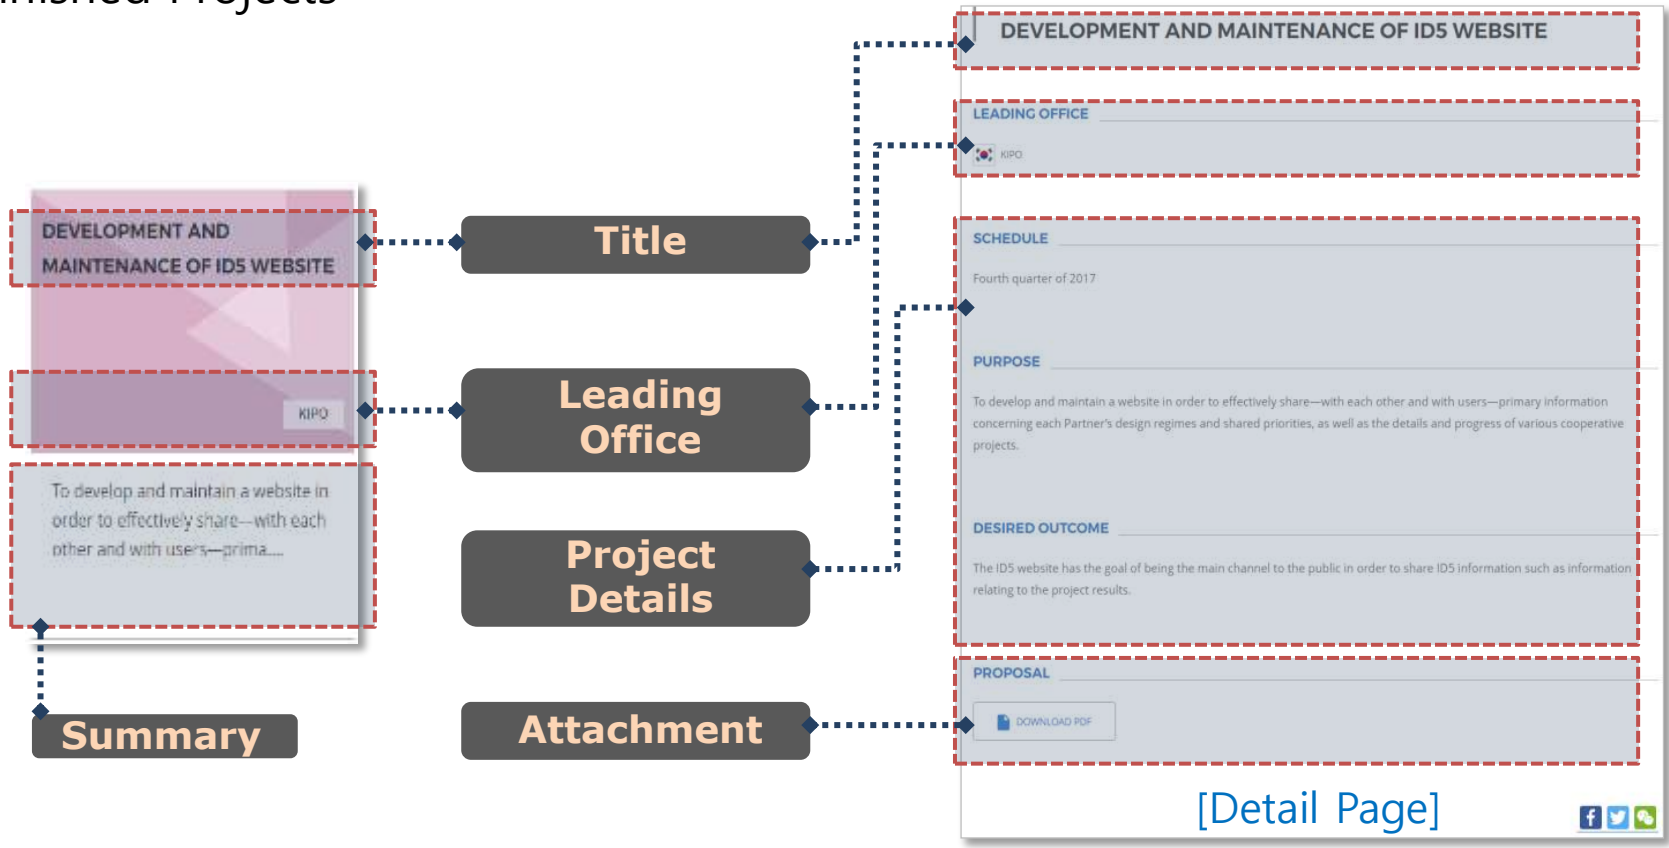 Projects
DEVELOPMENT AND
MAINTENANCE OF ID5 WEBSITE
KIPO
To develop and maintain a website in
order to effectively share—with each
other and with users—prima....
Summary
Title
Leading
Office
Project
Details
Attachment
DEVELOPMENT AND MAINTENANCE OF ID5 WEBSITE
LEADING OFFICE
KIPO
SCHEDULE
Fourth quarter of 2017
PURPOSE
To develop and maintain a website in order to effectively share—with each other and with users—primary information
concerning each Partner's design regimes and shared priorities, as well as the details and progress of various cooperative
projects.
DESIRED OUTCOME
The ID5 website has the goal of being the main channel to the public in order to share ID5 information such as information
relating to the project results.
PROPOSAL
DOWNLOAD PDF
[Detail Page]